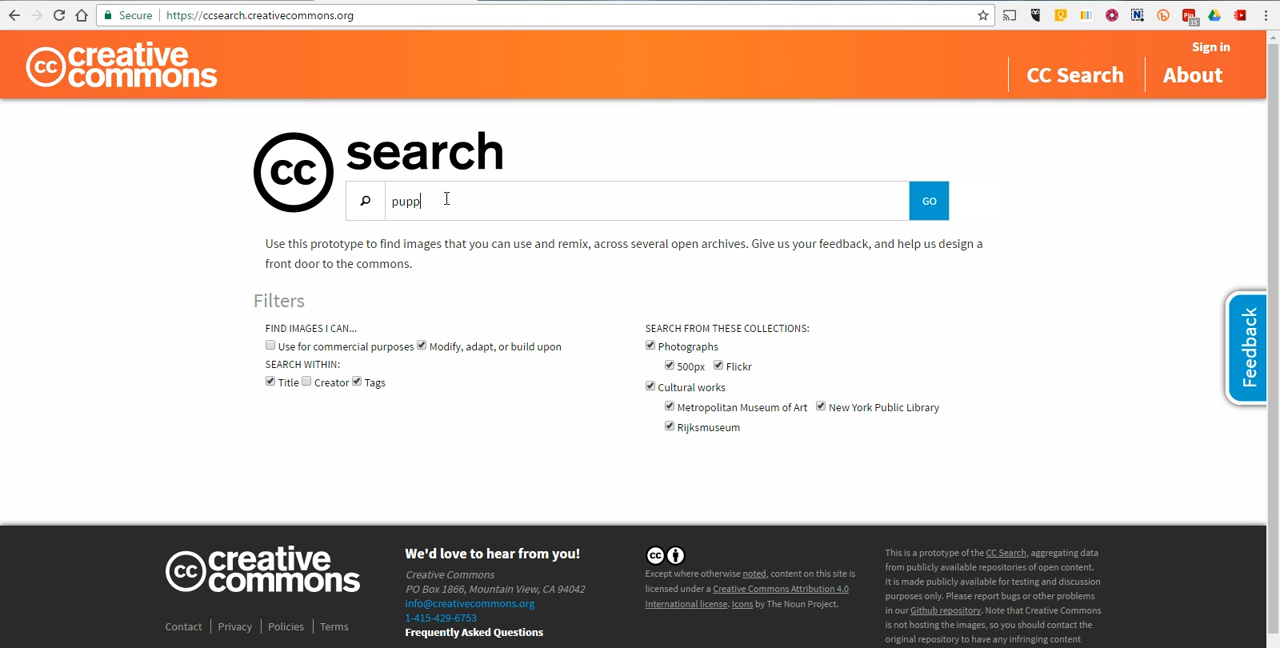 Secure
https://ccsearch.creativecommons.org
15
cc creative commons
Sign in
CC Search
About
cc search
pupp
GO
Use this prototype to find images that you can use and remix, across several open archives. Give us your feedback, and help us design a
front door to the commons.
Filters
FIND IMAGES I CAN...
Use for commercial purposes Modify, adapt, or build upon
SEARCH WITHIN:
Title Creator Tags
SEARCH FROM THESE COLLECTIONS:
Photographs
500px Flickr
Cultural works
Metropolitan Museum of Art New York Public Library
Rijksmuseum
Feedback
cc creative commons
Contact Privacy Policies Terms
We'd love to hear from you!
Creative Commons
PO Box 1866, Mountain View, CA 94042
info@creativecommons.org
1-415-429-6753
Frequently Asked Questions
cc
Except where otherwise noted, content on this site is
licensed under a Creative Commons Attribution 4.0
International license. Icons by The Noun Project.
This is a prototype of the CC Search, aggregating data
from publicly available repositories of open content.
It is made publicly available for testing and discussion
purposes only. Please report bugs or other problems
in our Github repository. Note that Creative Commons
is not hosting the images, so you should contact the
original repository to have any infringing content